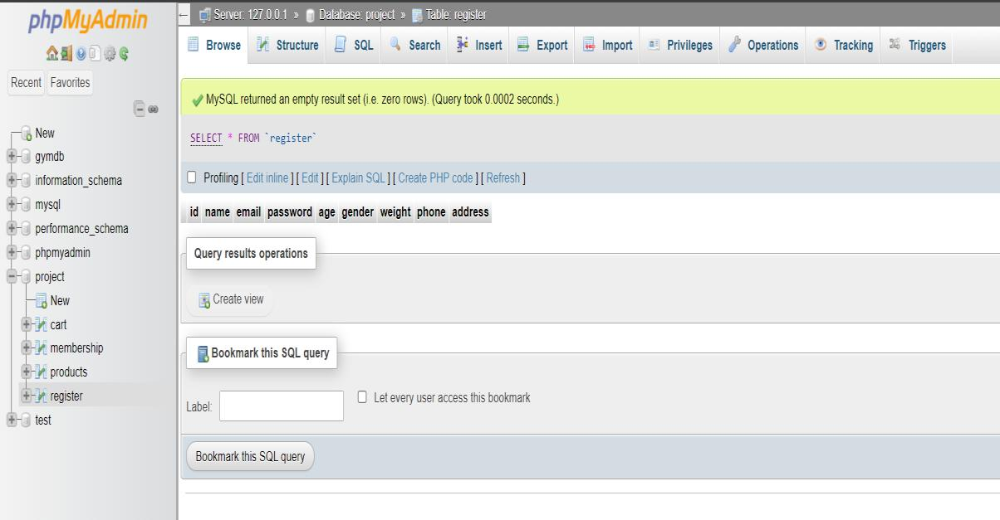 phpMyAdmin
Recent Favorites
New
gymdb
information_schema
mysql
performance_schema
phpmyadmin
project
New
cart
membership
products
register
test
← Server: 127.0.0.1 » Database: project » Table: register
Browse Structure SQL Search Insert Export Import Privileges Operations Tracking Triggers
MySQL returned an empty result set (i.e. zero rows). (Query took 0.0002 seconds.)
SELECT * FROM `register`
Profiling [ Edit inline ] [ Edit ] [ Explain SQL ] [ Create PHP code ] [ Refresh ]
id name email password age gender weight phone address
Query results operations
Create view
Bookmark this SQL query
Label: Let every user access this bookmark
Bookmark this SQL query